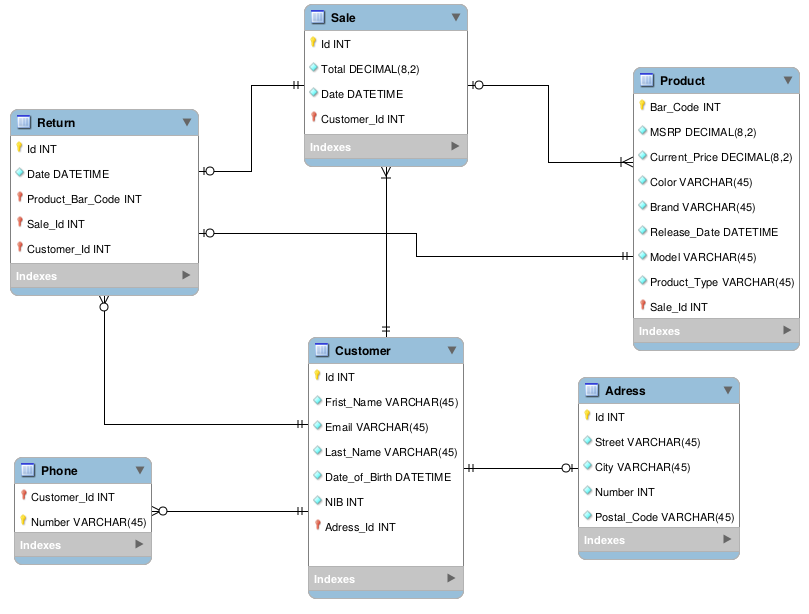 Sale
Id INT
Total DECIMAL(8,2)
Date DATETIME
Customer_Id INT
Indexes
Product
Bar_Code INT
MSRP DECIMAL(8,2)
Current_Price DECIMAL(8,2)
Color VARCHAR(45)
Brand VARCHAR(45)
Release_Date DATETIME
Model VARCHAR(45)
Product_Type VARCHAR(45)
Sale_Id INT
Indexes
Return
Id INT
Date DATETIME
Product_Bar_Code INT
Sale_Id INT
Customer_Id INT
Indexes
Customer
Id INT
Frist_Name VARCHAR(45)
Email VARCHAR(45)
Last_Name VARCHAR(45)
Date_of_Birth DATETIME
NIB INT
Adress_Id INT
Indexes
Adress
Id INT
Street VARCHAR(45)
City VARCHAR(45)
Number INT
Postal_Code VARCHAR(45)
Indexes
Phone
Customer_Id INT
Number VARCHAR(45)
Indexes